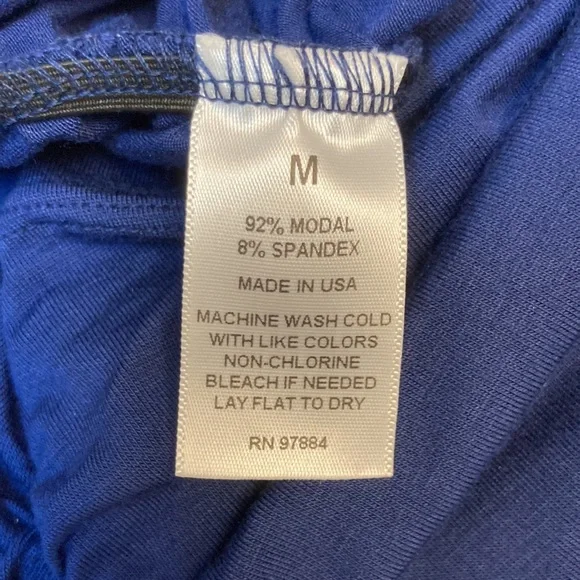 M
92% MODAL
8% SPANDEX
MADE IN USA
MACHINE WASH COLD
WITH LIKE COLORS
NON-CHLORINE
BLEACH IF NEEDED
LAY FLAT TO DRY
RN 97884